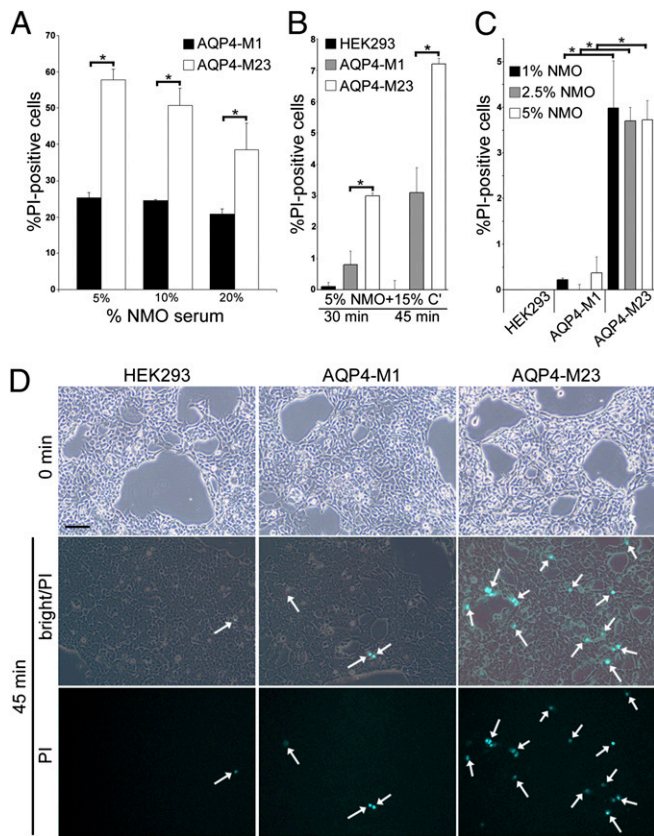 A
AQP4-M1
AQP4-M23
%PI-positive cells
70
60
50
40
30
20
10
0
* * *
5% 10% 20%
% NMO serum
B
HEK293
AQP4-M1
AQP4-M23
%PI-positive cells
8
7
6
5
4
3
2
1
0
* *
5% NMO+15% C'
30 min 45 min
C
1% NMO
2.5% NMO
5% NMO
%PI-positive cells
5
4
3
2
1
0
* * *
HEK293
AQP4-M1
AQP4-M23
D
HEK293 AQP4-M1 AQP4-M23
0 min
45 min
bright/PI
PI